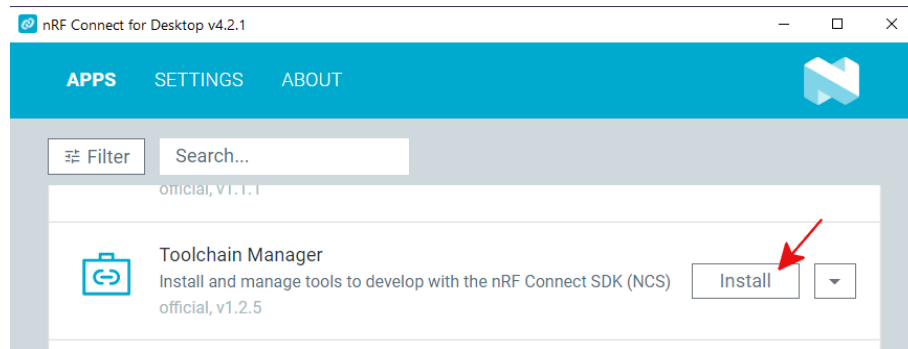 nRF Connect for Desktop v4.2.1
APPS SETTINGS ABOUT
Filter Search...
official, v1.1.1
Toolchain Manager
Install and manage tools to develop with the nRF Connect SDK (NCS) Install
official, v1.2.5